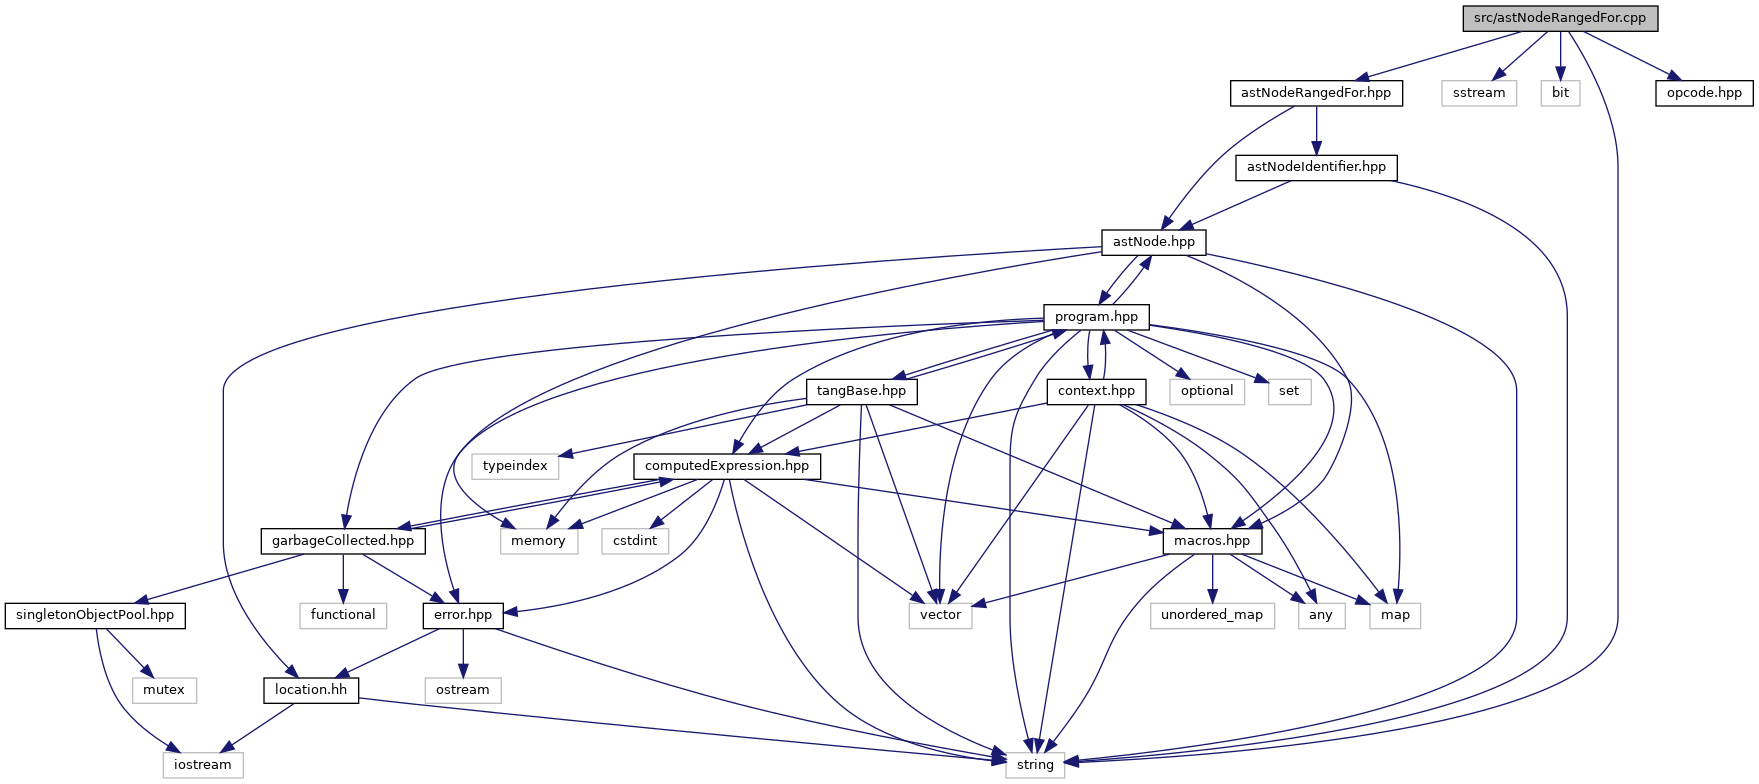 src/astNodeRangedFor.cpp
astNodeRangedFor.hpp
sstream
bit
opcode.hpp
astNodeIdentifier.hpp
astNode.hpp
program.hpp
tangBase.hpp
context.hpp
optional
set
typeindex
computedExpression.hpp
garbageCollected.hpp
memory
cstdint
macros.hpp
singletonObjectPool.hpp
functional
error.hpp
vector
unordered_map
any
map
mutex
location.hh
ostream
iostream
string